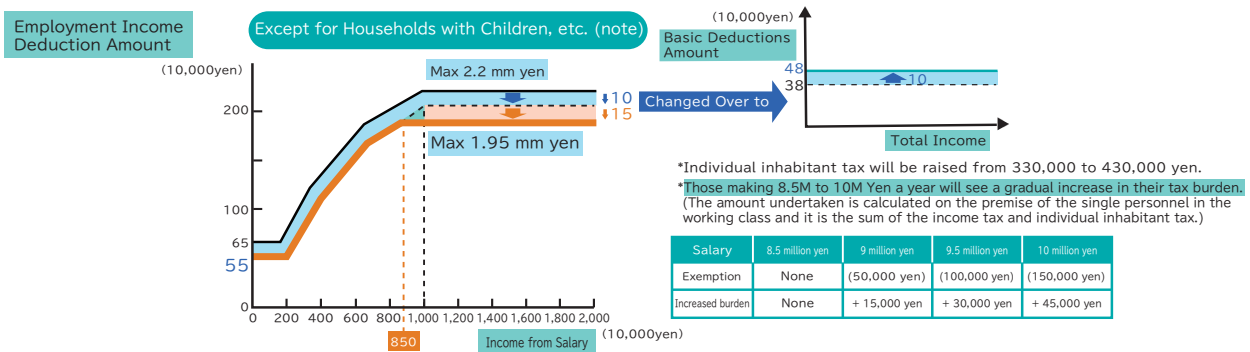 Employment Income
Deduction Amount
Except for Households with Children, etc. (note)
(10,000yen)
Max 2.2 mm yen
200
100
65
55
0
10
15
Max 1.95 mm yen
0 200 400 600 800 1,000 1,200 1,400 1,600 1,800 2,000
850
Income from Salary
(10,000yen)
Changed Over to
(10,000yen)
Basic Deductions
Amount
48
38
10
Total Income
*Individual inhabitant tax will be raised from 330,000 to 430,000 yen.
*Those making 8.5M to 10M Yen a year will see a gradual increase in their tax burden.
(The amount undertaken is calculated on the premise of the single personnel in the
working class and it is the sum of the income tax and individual inhabitant tax.)
Salary 8.5 million yen 9 million yen 9.5 million yen 10 million yen
Exemption None (50,000 yen) (100,000 yen) (150,000 yen)
Increased burden None + 15,000 yen + 30,000 yen + 45,000 yen